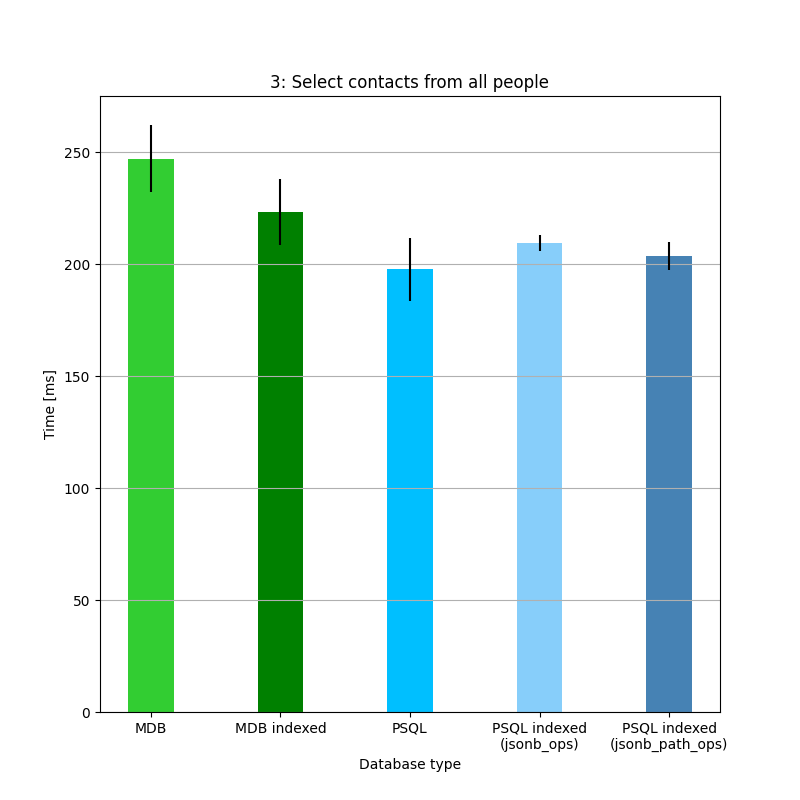 3: Select contacts from all people
Time [ms]
250
200
150
100
50
0
MDB
MDB indexed
PSQL
PSQL indexed
(jsonb_ops)
PSQL indexed
(jsonb_path_ops)
Database type